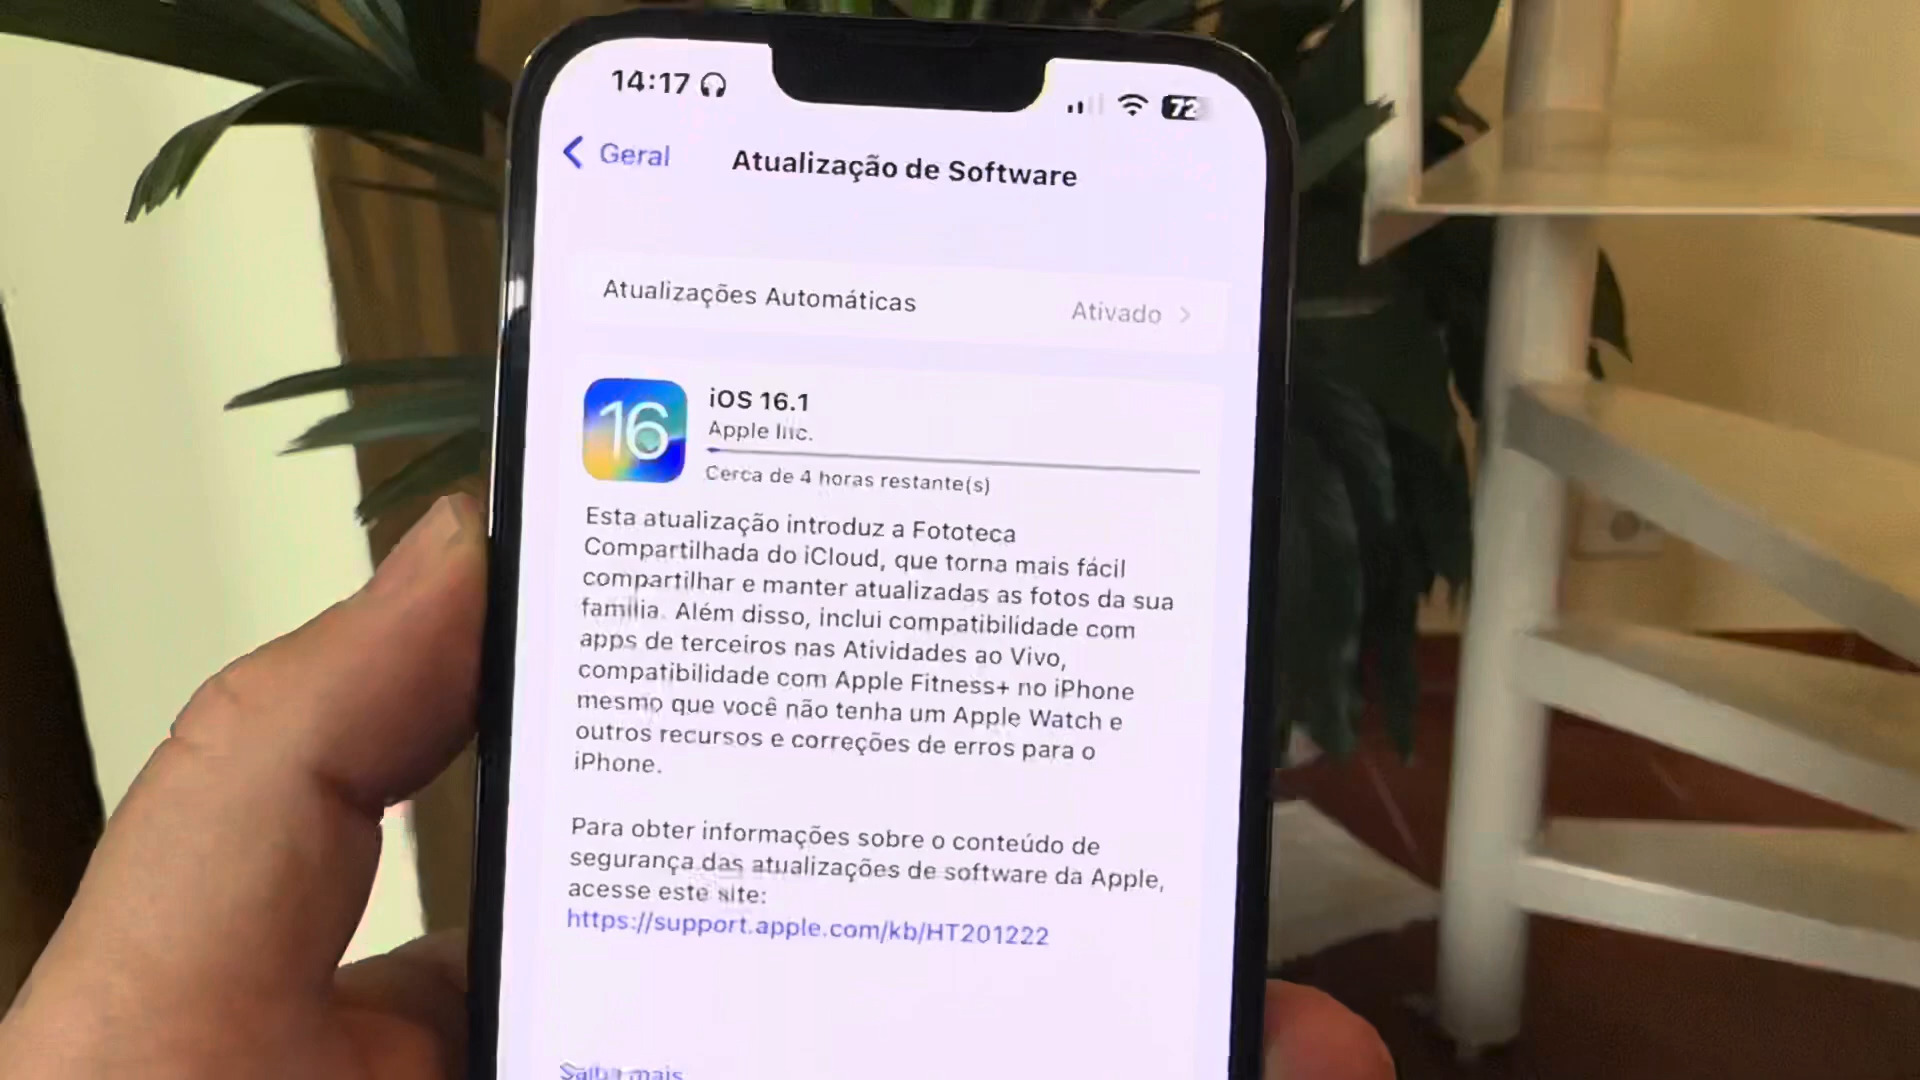 14:17
72
Geral
Atualização de Software
Atualizações Automáticas
Ativado
16
iOS 16.1
Apple Inc.
Cerca de 4 horas restante(s)
Esta atualização introduz a Fototeca
Compartilhada do iCloud, que torna mais fácil
compartilhar e manter atualizadas as fotos da sua
família. Além disso, inclui compatibilidade com
apps de terceiros nas Atividades ao Vivo,
compatibilidade com Apple Fitness+ no iPhone
mesmo que você não tenha um Apple Watch e
outros recursos e correções de erros para o
iPhone.
Para obter informações sobre o conteúdo de
segurança das atualizações de software da Apple,
acesse este site:
https://support.apple.com/kb/HT201222
Saiba mais